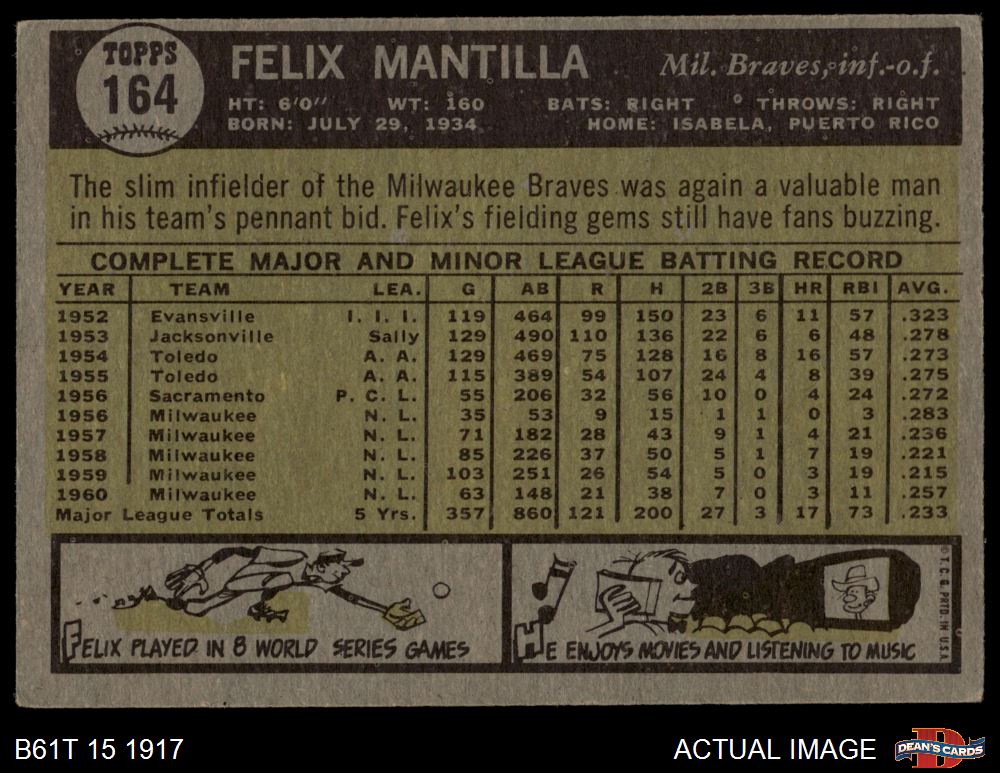 TOPPS
164
FELIX MANTILLA
Mil. Braves, inf.-o.f.
HT: 6'0" WT: 160 BATS: RIGHT THROWS: RIGHT
BORN: JULY 29, 1934 HOME: ISABELA, PUERTO RICO
The slim infielder of the Milwaukee Braves was again a valuable man
in his team's pennant bid. Felix's fielding gems still have fans buzzing.
COMPLETE MAJOR AND MINOR LEAGUE BATTING RECORD
YEAR TEAM LEA. G AB R H 2B 3B HR RBI AVG.
1952 Evansville I. I. I. 119 464 99 150 23 6 11 57 .323
1953 Jacksonville Sally 129 490 110 136 22 6 6 48 .278
1954 Toledo A. A. 129 469 75 128 16 8 16 57 .273
1955 Toledo A. A. 115 389 54 107 24 4 8 39 .275
1956 Sacramento P. C. L. 55 206 32 56 10 0 4 24 .272
1956 Milwaukee N. L. 35 53 9 15 1 1 0 3 .283
1957 Milwaukee N. L. 71 182 28 43 9 1 4 21 .236
1958 Milwaukee N. L. 85 226 37 50 5 1 7 19 .221
1959 Milwaukee N. L. 103 251 26 54 5 0 3 19 .215
1960 Milwaukee N. L. 63 148 21 38 7 0 3 11 .257
Major League Totals 5 Yrs. 357 860 121 200 27 3 17 73 .233
FELIX PLAYED IN 8 WORLD SERIES GAMES
HE ENJOYS MOVIES AND LISTENING TO MUSIC
© T. C. G. PRTD. IN U.S.A.
B61T 15 1917
ACTUAL IMAGE
D
DEAN'S CARDS